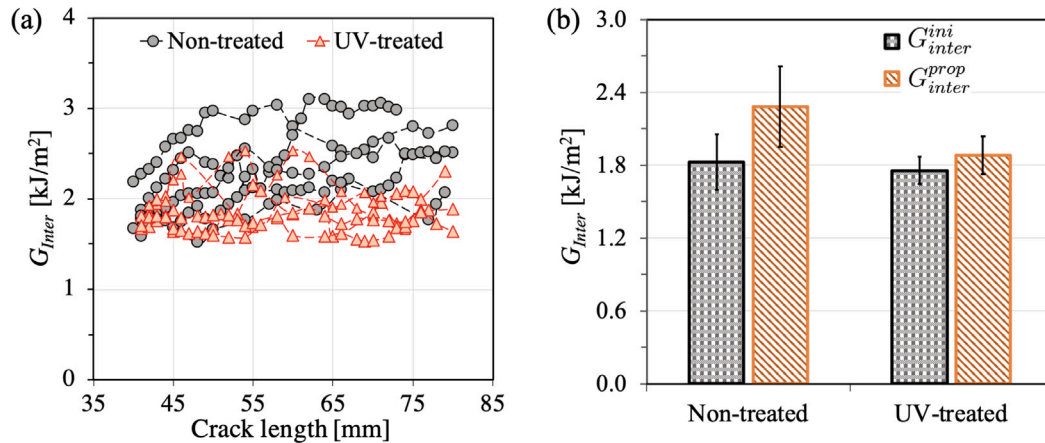 (a)
4
3
2
1
0
G_Inter [kJ/m²]
Non-treated
UV-treated
35 45 55 65 75 85
Crack length [mm]
(b)
3.0
2.4
1.8
1.2
0.6
0.0
G_Inter [kJ/m²]
G_inter^ini
G_inter^prop
Non-treated UV-treated